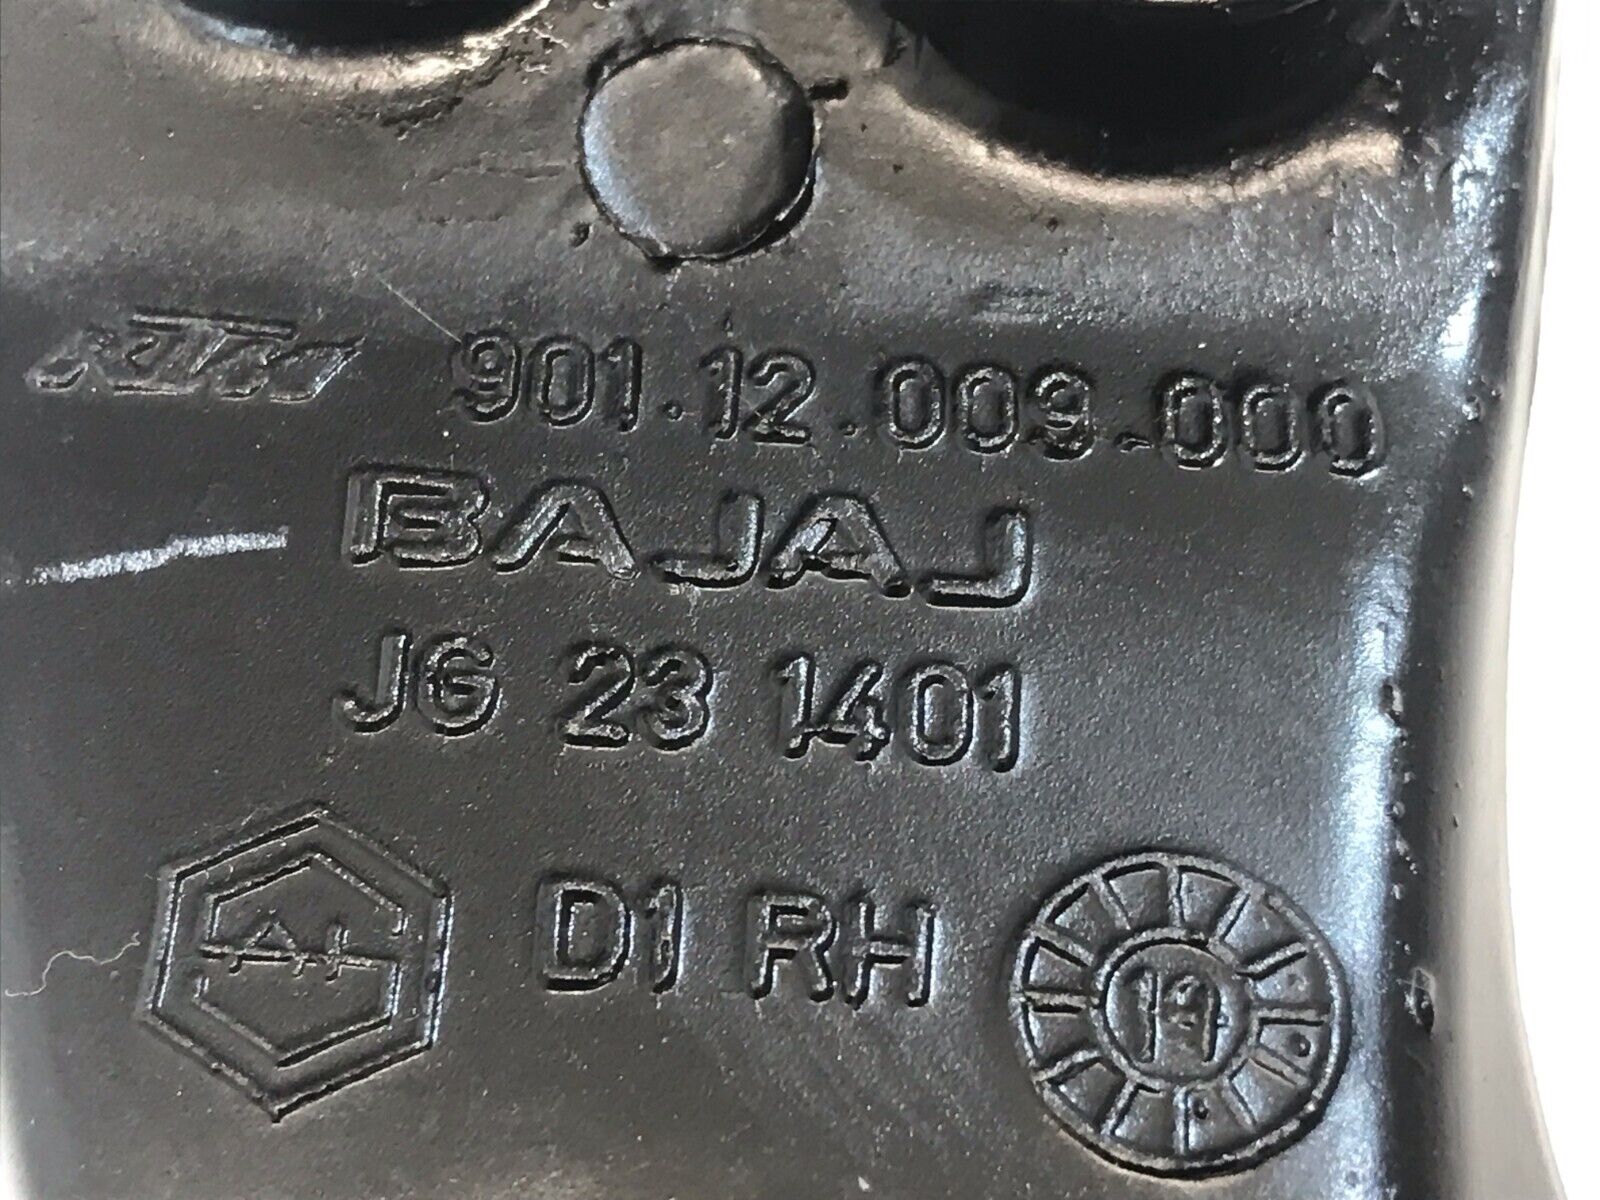 KTM 901.12.009.000
BAJAJ
JG 23 1401
D1 RH